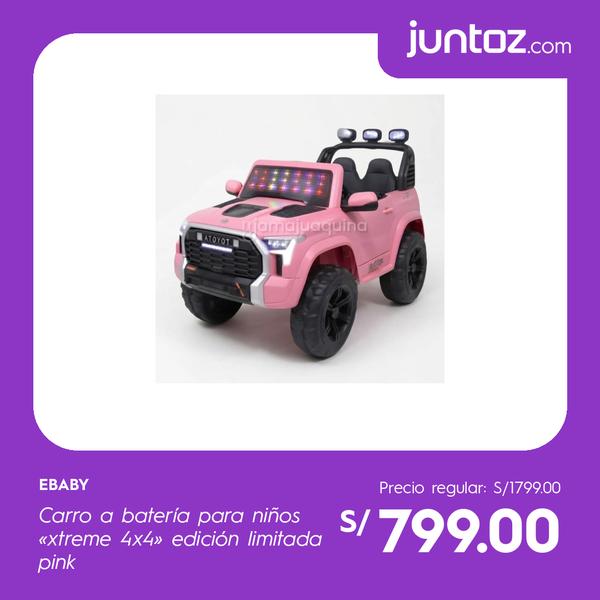 juntoz.com
@jamajuaquina
ATOYOT
EBABY
Precio regular: S/1799.00
Carro a batería para niños
«xtreme 4x4» edición limitada
pink
S/ 799.00